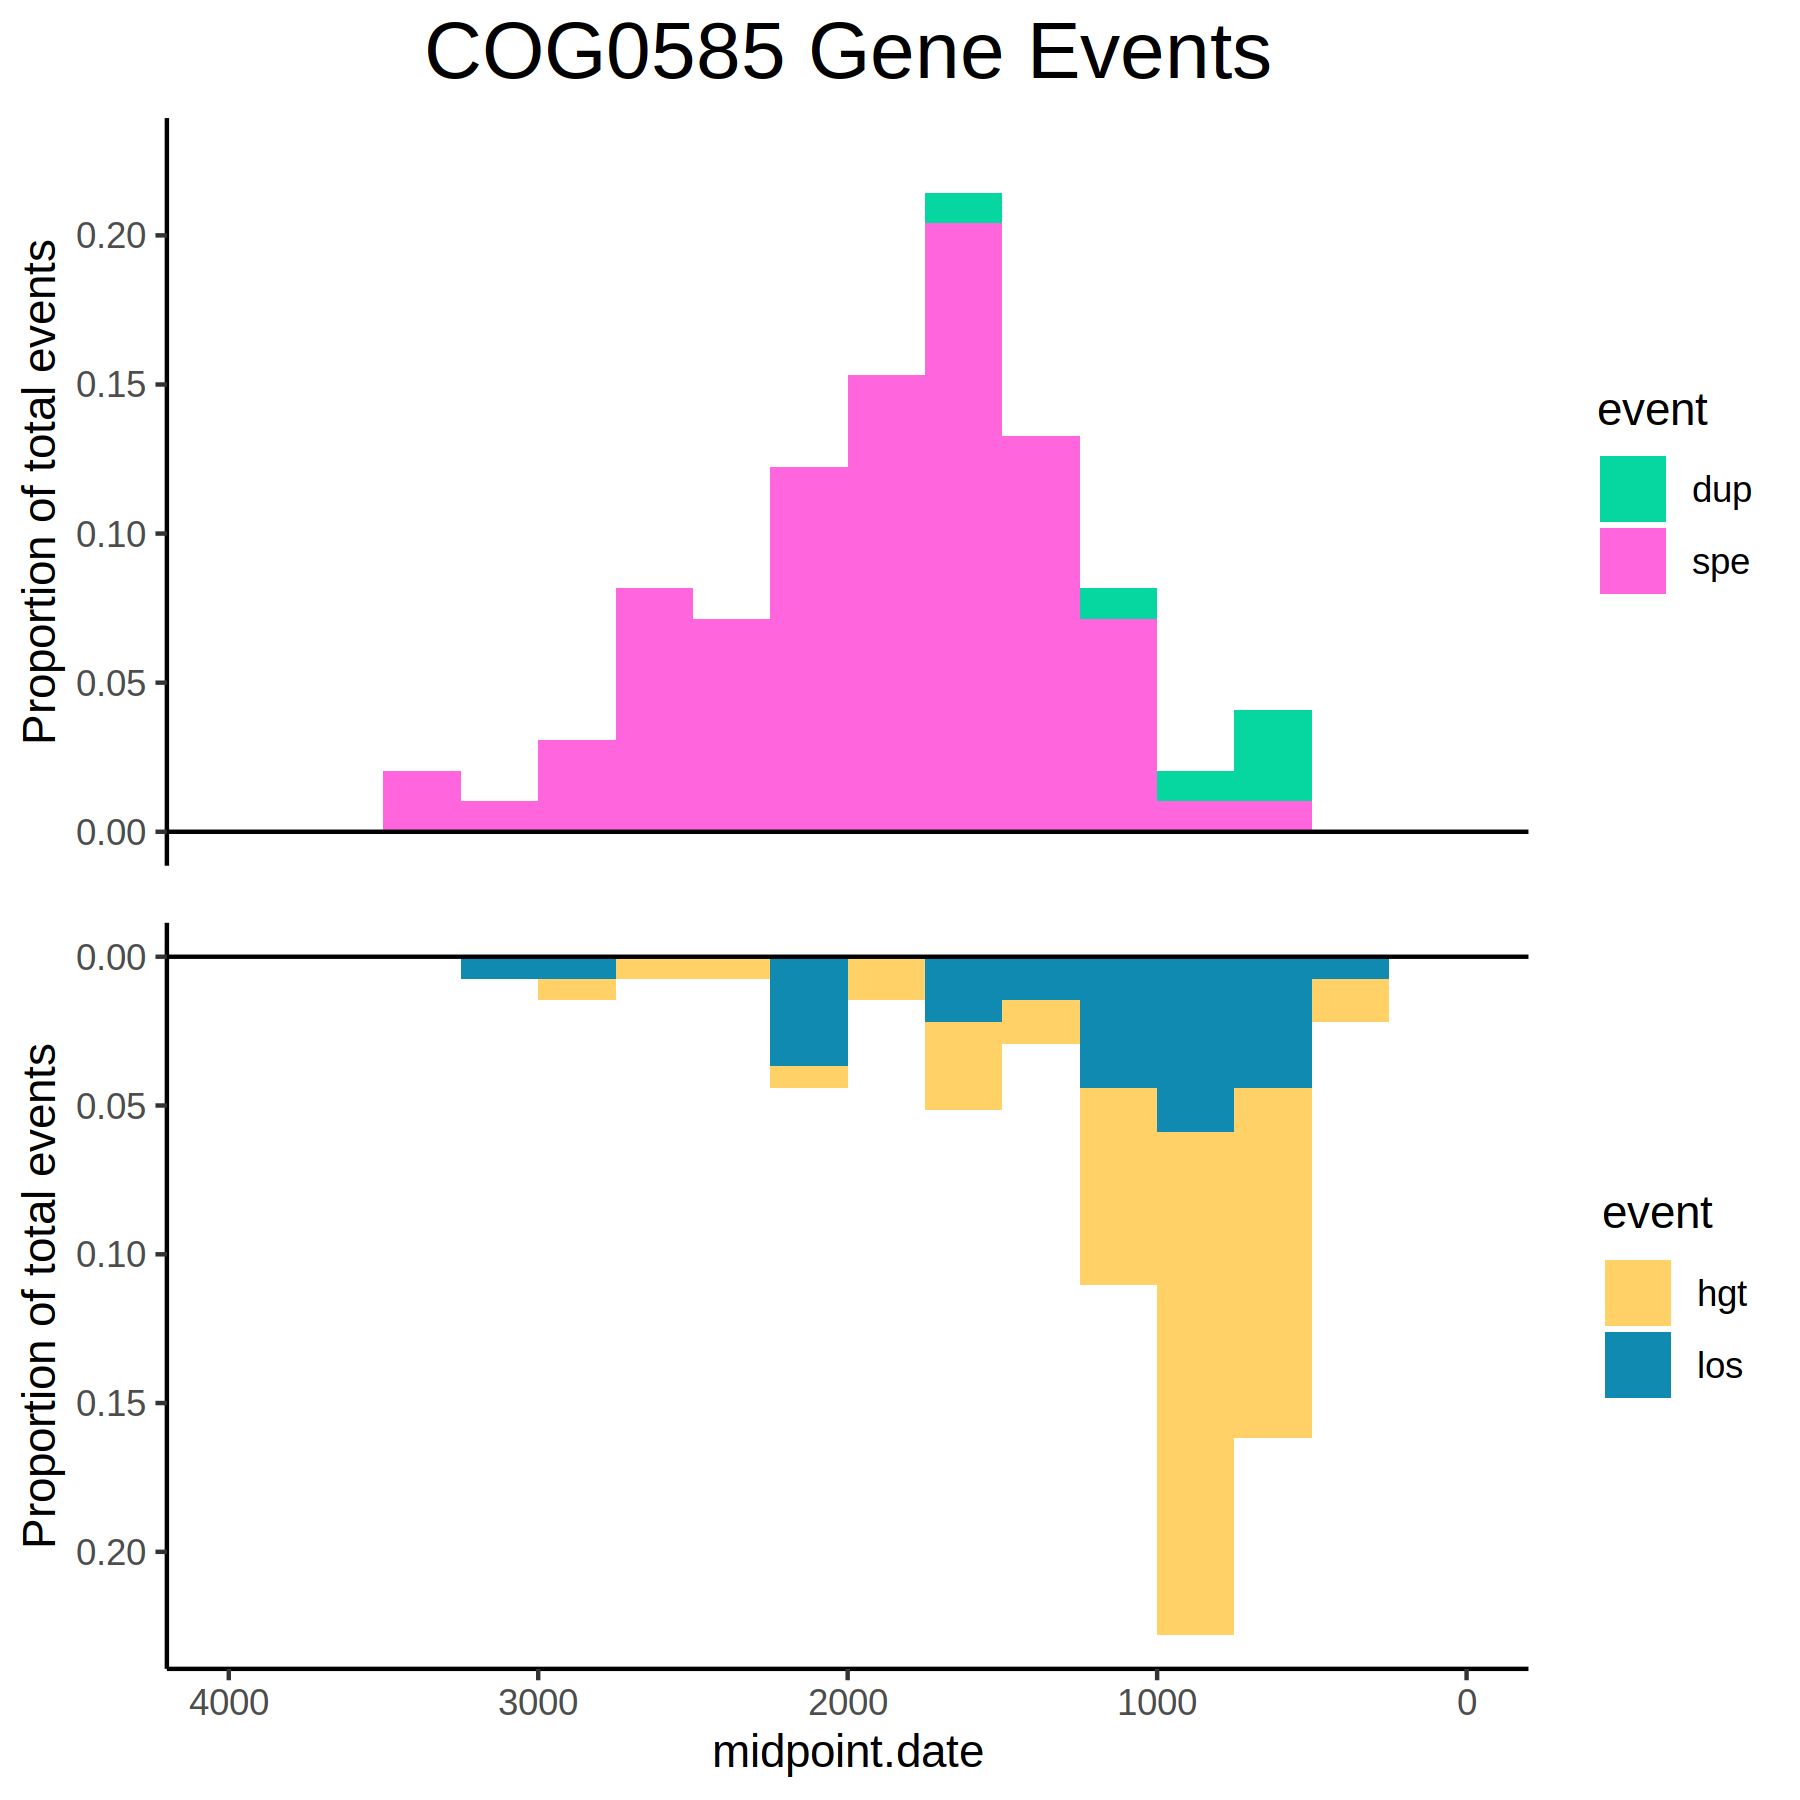 COG0585 Gene Events
Proportion of total events
0.20
0.15
0.10
0.05
0.00
event
dup
spe
Proportion of total events
0.00
0.05
0.10
0.15
0.20
event
hgt
los
4000 3000 2000 1000 0
midpoint.date